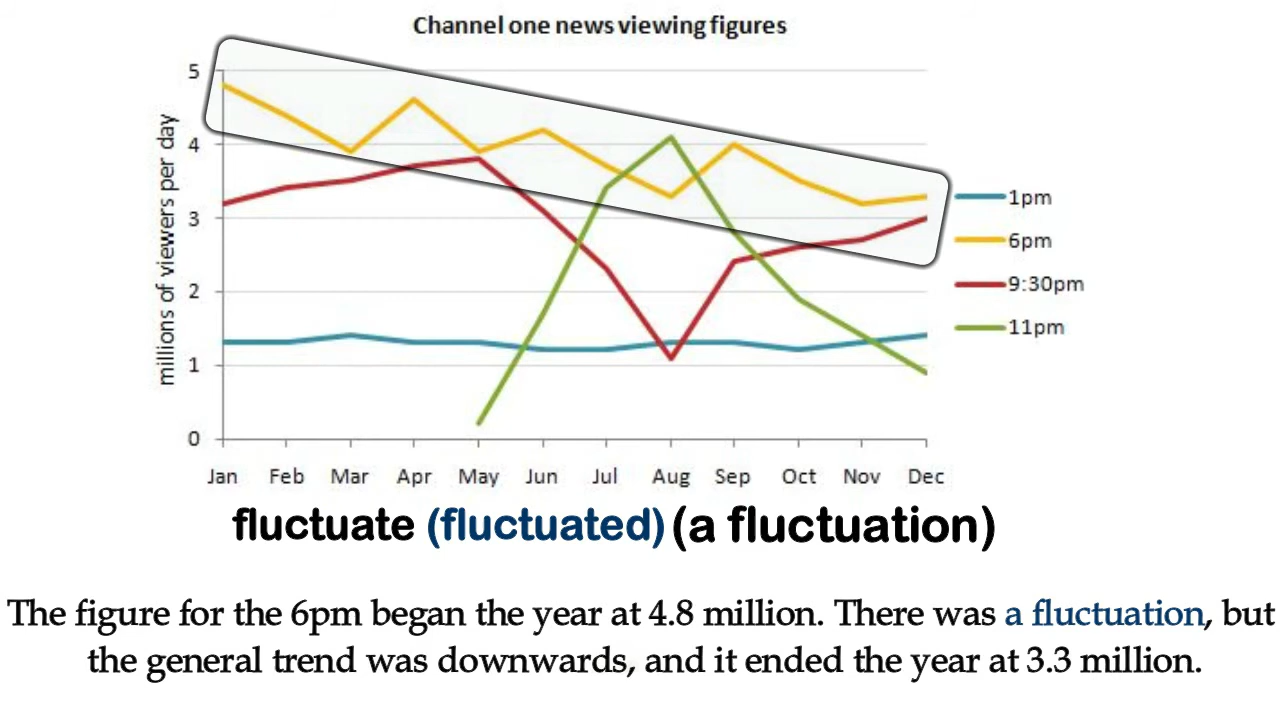 Channel one news viewing figures
millions of viewers per day
5
4
3
2
1
0
Jan Feb Mar Apr May Jun Jul Aug Sep Oct Nov Dec
1pm
6pm
9:30pm
11pm
fluctuate (fluctuated) (a fluctuation)
The figure for the 6pm began the year at 4.8 million. There was a fluctuation, but
the general trend was downwards, and it ended the year at 3.3 million.